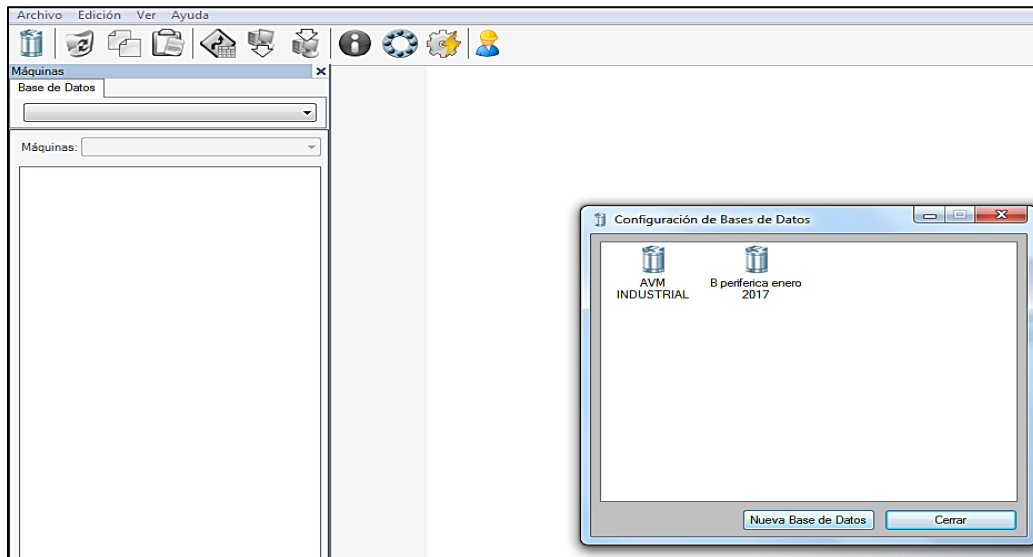 Archivo Edición Ver Ayuda
Máquinas
Base de Datos
Máquinas:
Configuración de Bases de Datos
AVM
INDUSTRIAL
B periferica enero
2017
Nueva Base de Datos
Cerrar